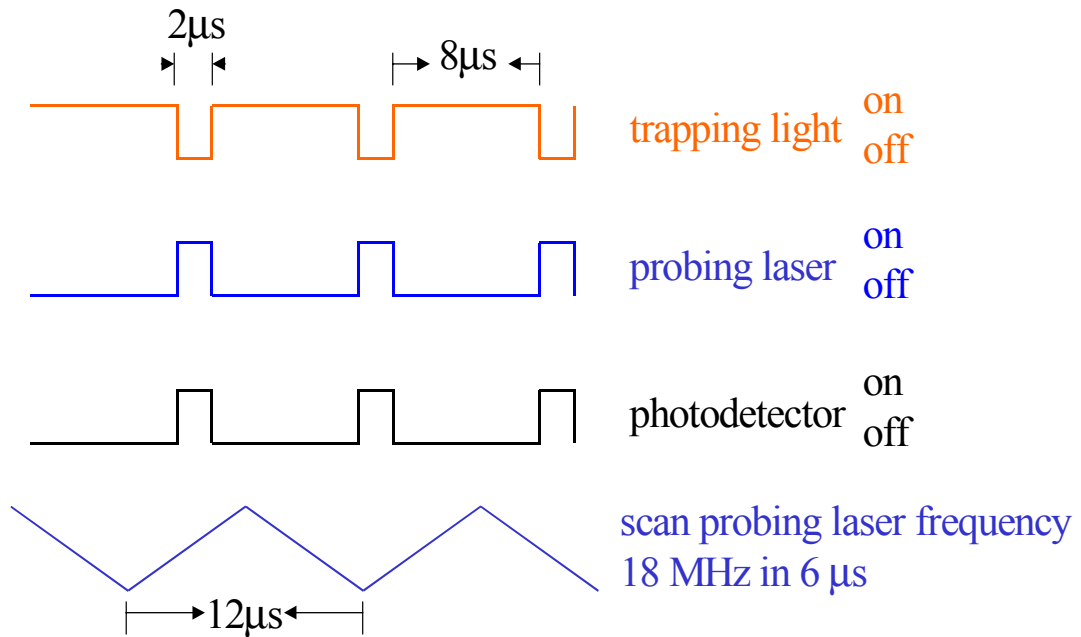 2μs
8μs
trapping light
on
off
probing laser
on
off
photodetector
on
off
scan probing laser frequency
18 MHz in 6 μs
12μs